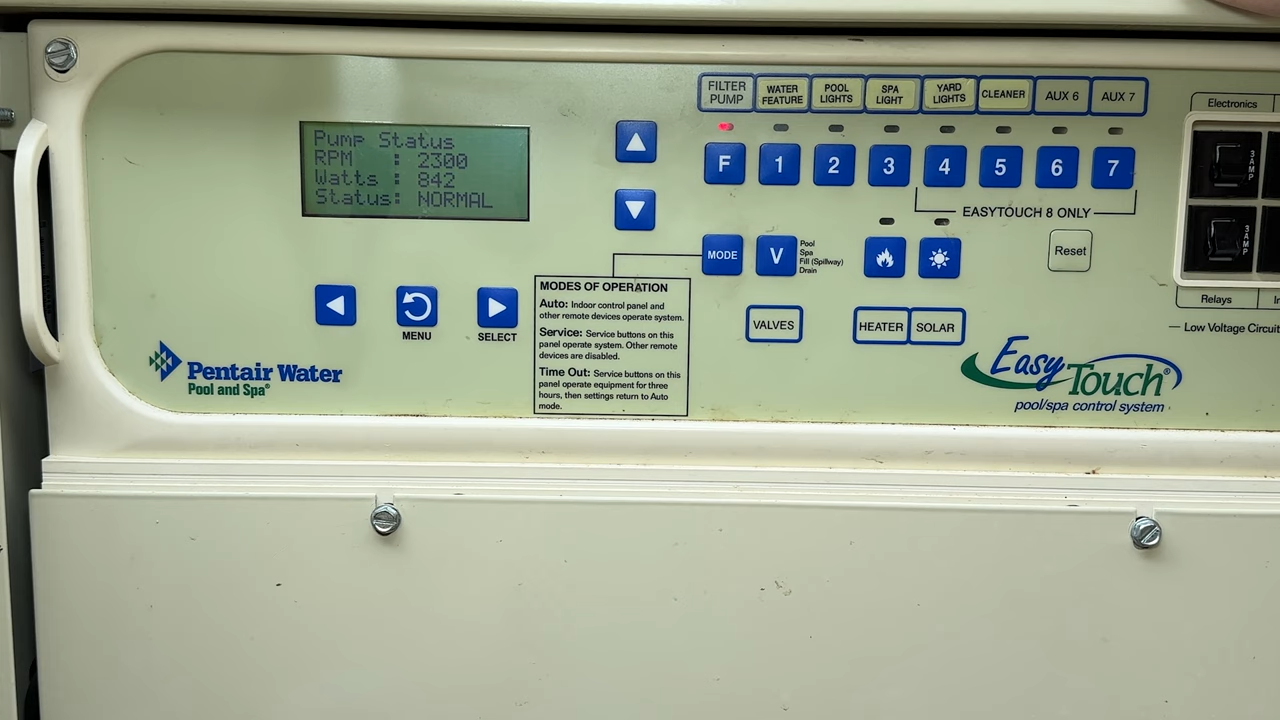 Pump Status
RPM : 2300
Watts : 842
Status: NORMAL
FILTER PUMP
WATER FEATURE
POOL LIGHTS
SPA LIGHT
YARD LIGHTS
CLEANER
AUX 6
AUX 7
F
1
2
3
4
5
6
7
EASYTOUCH 8 ONLY
MODE
V
Pool
Spa
Fill (Spillway)
Drain
Reset
MENU
SELECT
VALVES
HEATER
SOLAR
MODES OF OPERATION
Auto: Indoor control panel and
other remote devices operate system.
Service: Service buttons on this
panel operate system. Other remote
devices are disabled.
Time Out: Service buttons on this
panel operate equipment for three
hours, then settings return to Auto
mode.
Pentair Water
Pool and Spa®
EasyTouch®
pool/spa control system
Electronics
3 AMP
3 AMP
Relays
Low Voltage Circuit